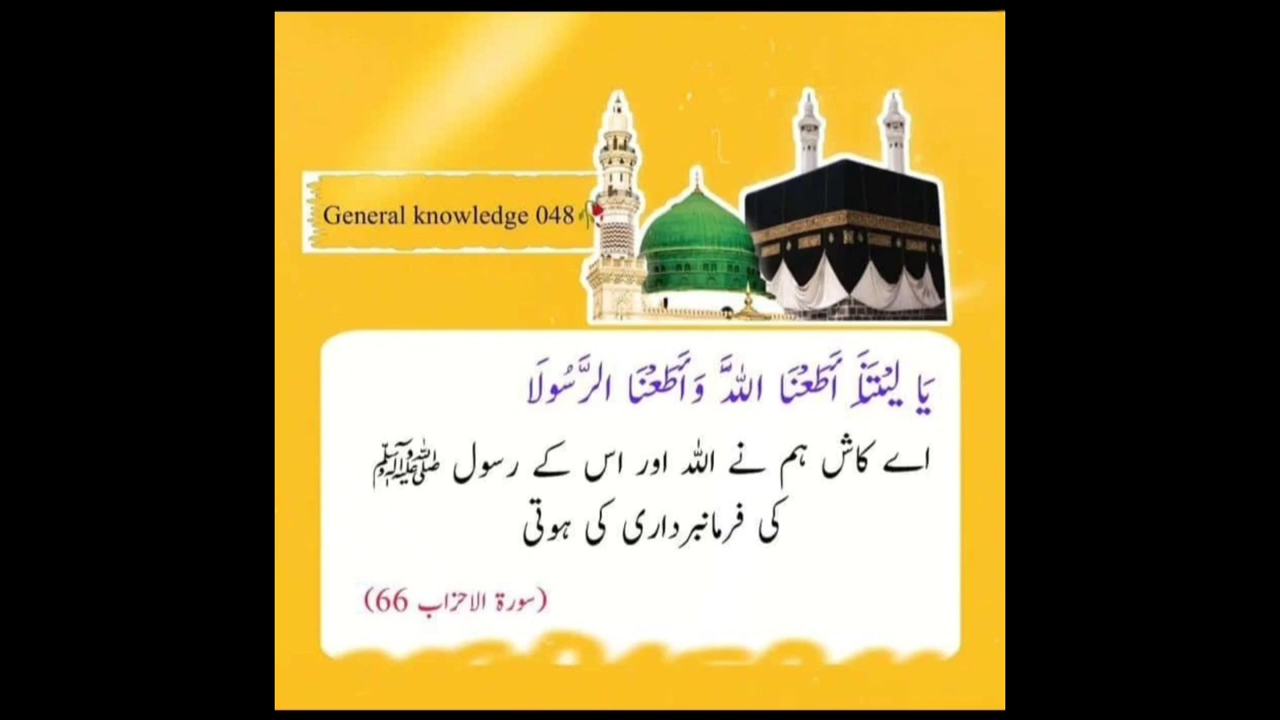 General knowledge 048
يَا لَيْتَنَا أَطَعْنَا اللَّهَ وَأَطَعْنَا الرَّسُولَا
اے کاش ہم نے اللہ اور اس کے رسول ﷺ
کی فرمانبرداری کی ہوتی
(سورۃ الاحزاب 66)